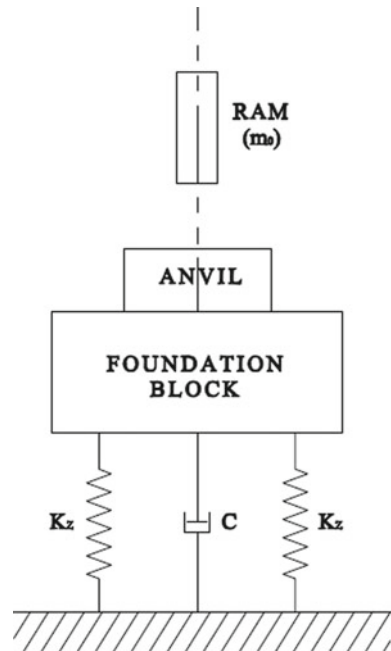 RAM
(m₀)
ANVIL
FOUNDATION
BLOCK
Kz
C
Kz